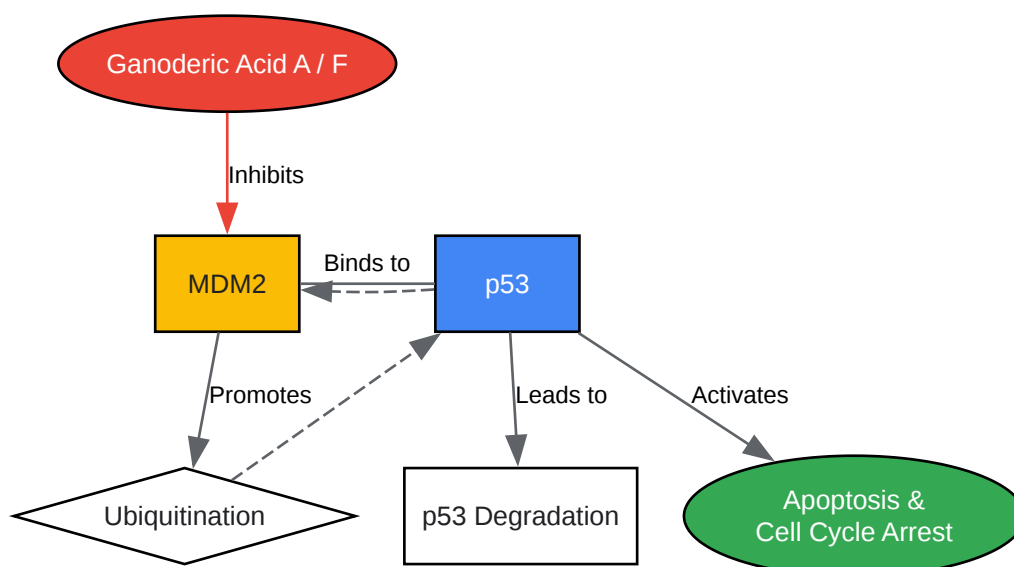 Ganoderic Acid A / F
Inhibits
MDM2
Binds to
p53
Promotes
Leads to
Activates
Ubiquitination
p53 Degradation
Apoptosis &
Cell Cycle Arrest